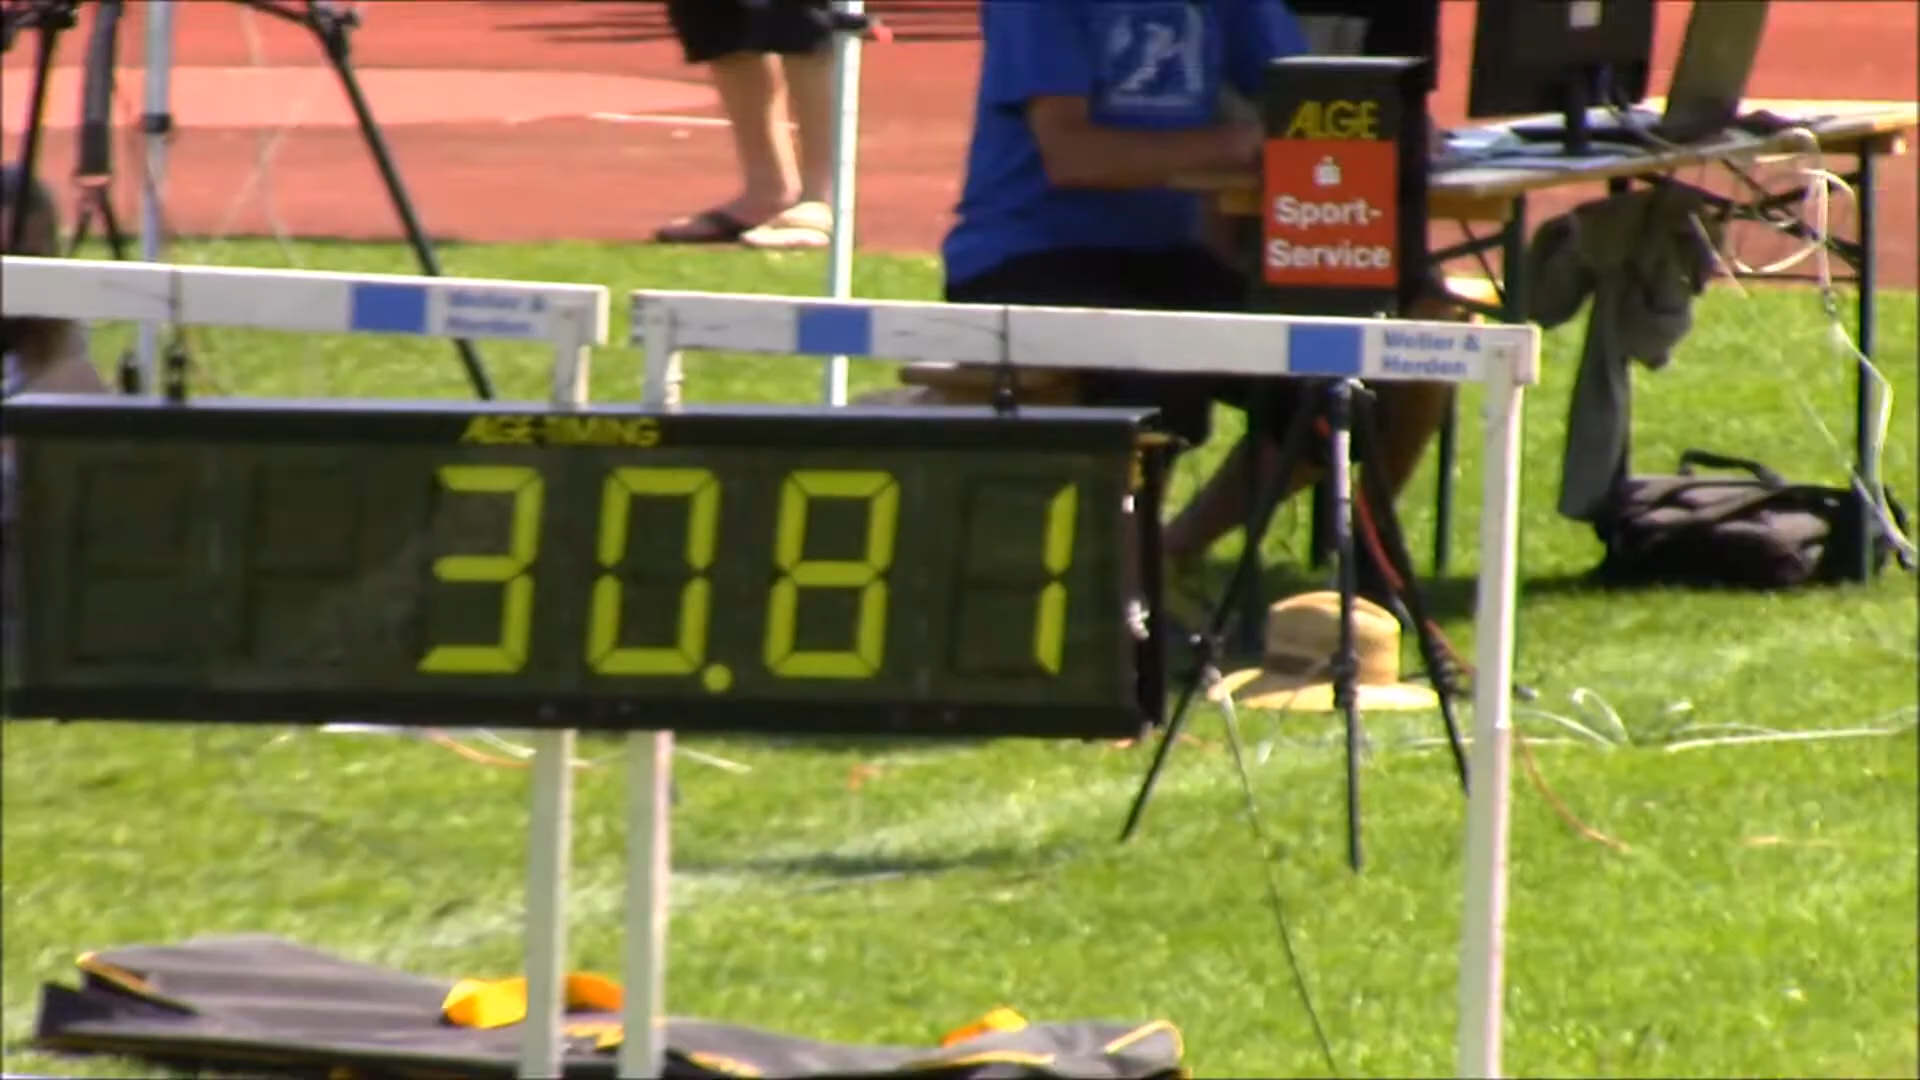 ALGE
Sport-
Service
Weller &
Herden
Weller &
Herden
ALGE-TIMING
30.81